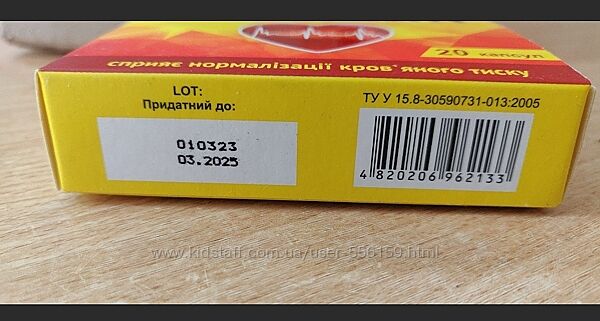 20 капсул
сприяє нормалізації кров'яного тиску
LOT:
Придатний до:
010323
03.2025
ТУ У 15.8-30590731-013:2005
4 820206 962133
www.kidstaff.com.ua/user-556159.html